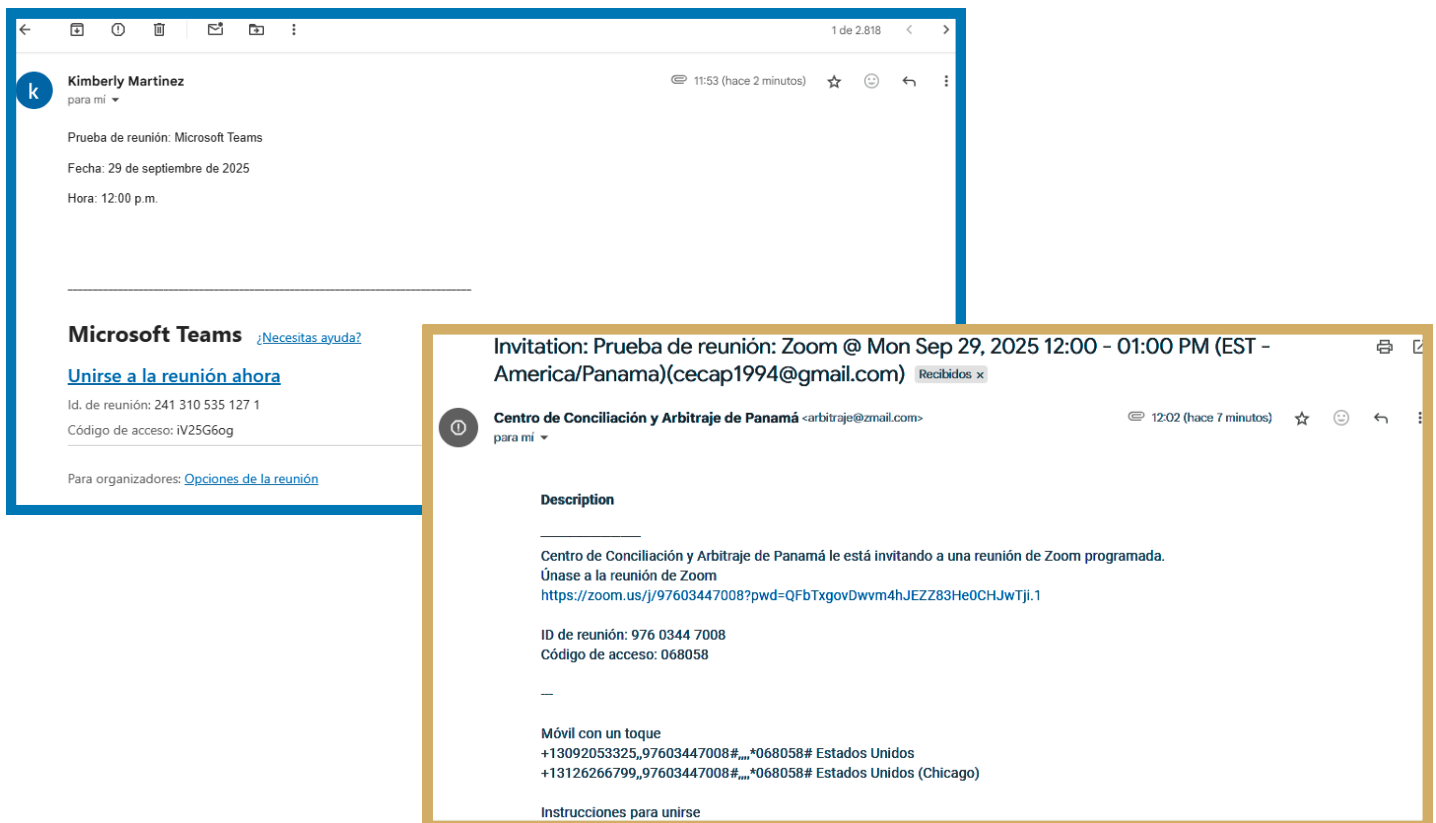 1 de 2.818
k
Kimberly Martinez
11:53 (hace 2 minutos)
para mí
Prueba de reunión: Microsoft Teams
Fecha: 29 de septiembre de 2025
Hora: 12:00 p.m.
Microsoft Teams ¿Necesitas ayuda?
Unirse a la reunión ahora
Id. de reunión: 241 310 535 127 1
Código de acceso: iV25G6og
Para organizadores: Opciones de la reunión
Invitation: Prueba de reunión: Zoom @ Mon Sep 29, 2025 12:00 - 01:00 PM (EST -
America/Panama)(cecap1994@gmail.com) Recibidos x
Centro de Conciliación y Arbitraje de Panamá <arbitraje@zmail.com>
12:02 (hace 7 minutos)
para mí
Description
Centro de Conciliación y Arbitraje de Panamá le está invitando a una reunión de Zoom programada.
Únase a la reunión de Zoom
https://zoom.us/j/97603447008?pwd=QFbTxgovDwvm4hJEZZ83He0CHJwTji.1
ID de reunión: 976 0344 7008
Código de acceso: 068058
---
Móvil con un toque
+13092053325,,97603447008#,,,,*068058# Estados Unidos
+13126266799,,97603447008#,,,,*068058# Estados Unidos (Chicago)
Instrucciones para unirse